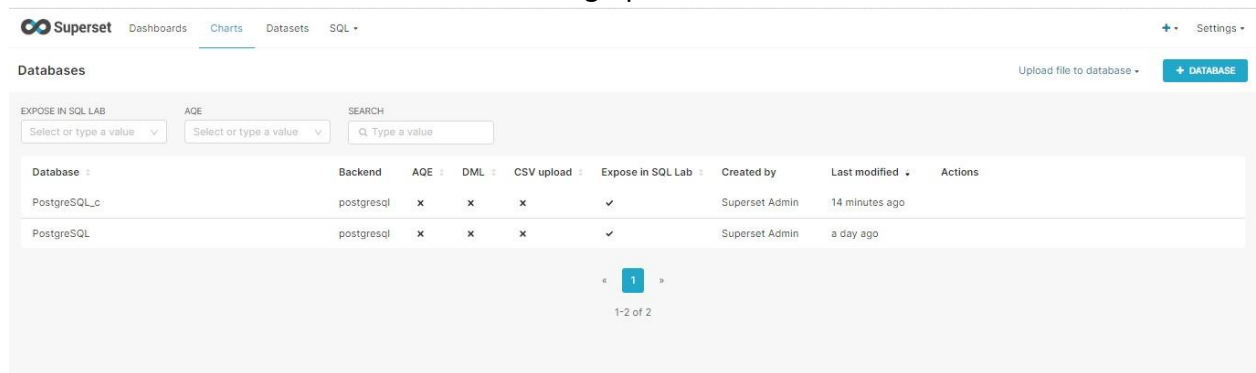 Superset Dashboards Charts Datasets SQL Settings
Databases Upload file to database + DATABASE
EXPOSE IN SQL LAB AQE SEARCH
Select or type a value Select or type a value Type a value
Database Backend AQE DML CSV upload Expose in SQL Lab Created by Last modified Actions
PostgreSQL_c postgresql Superset Admin 14 minutes ago
PostgreSQL postgresql Superset Admin a day ago
« 1 »
1-2 of 2